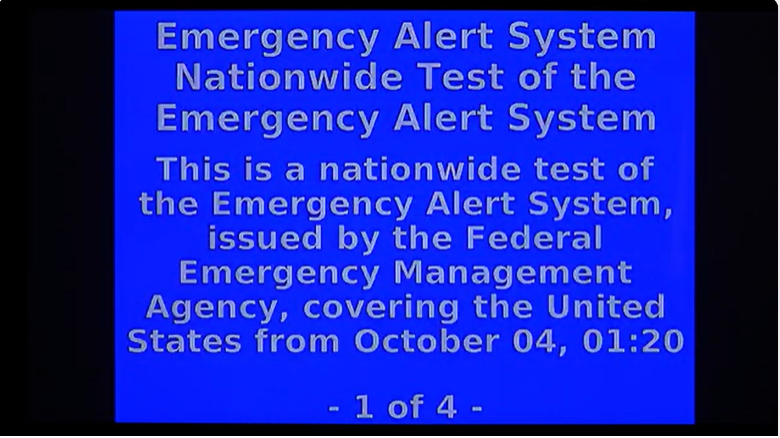 Emergency Alert System
Nationwide Test of the
Emergency Alert System
This is a nationwide test of
the Emergency Alert System,
issued by the Federal
Emergency Management
Agency, covering the United
States from October 04, 01:20
- 1 of 4 -